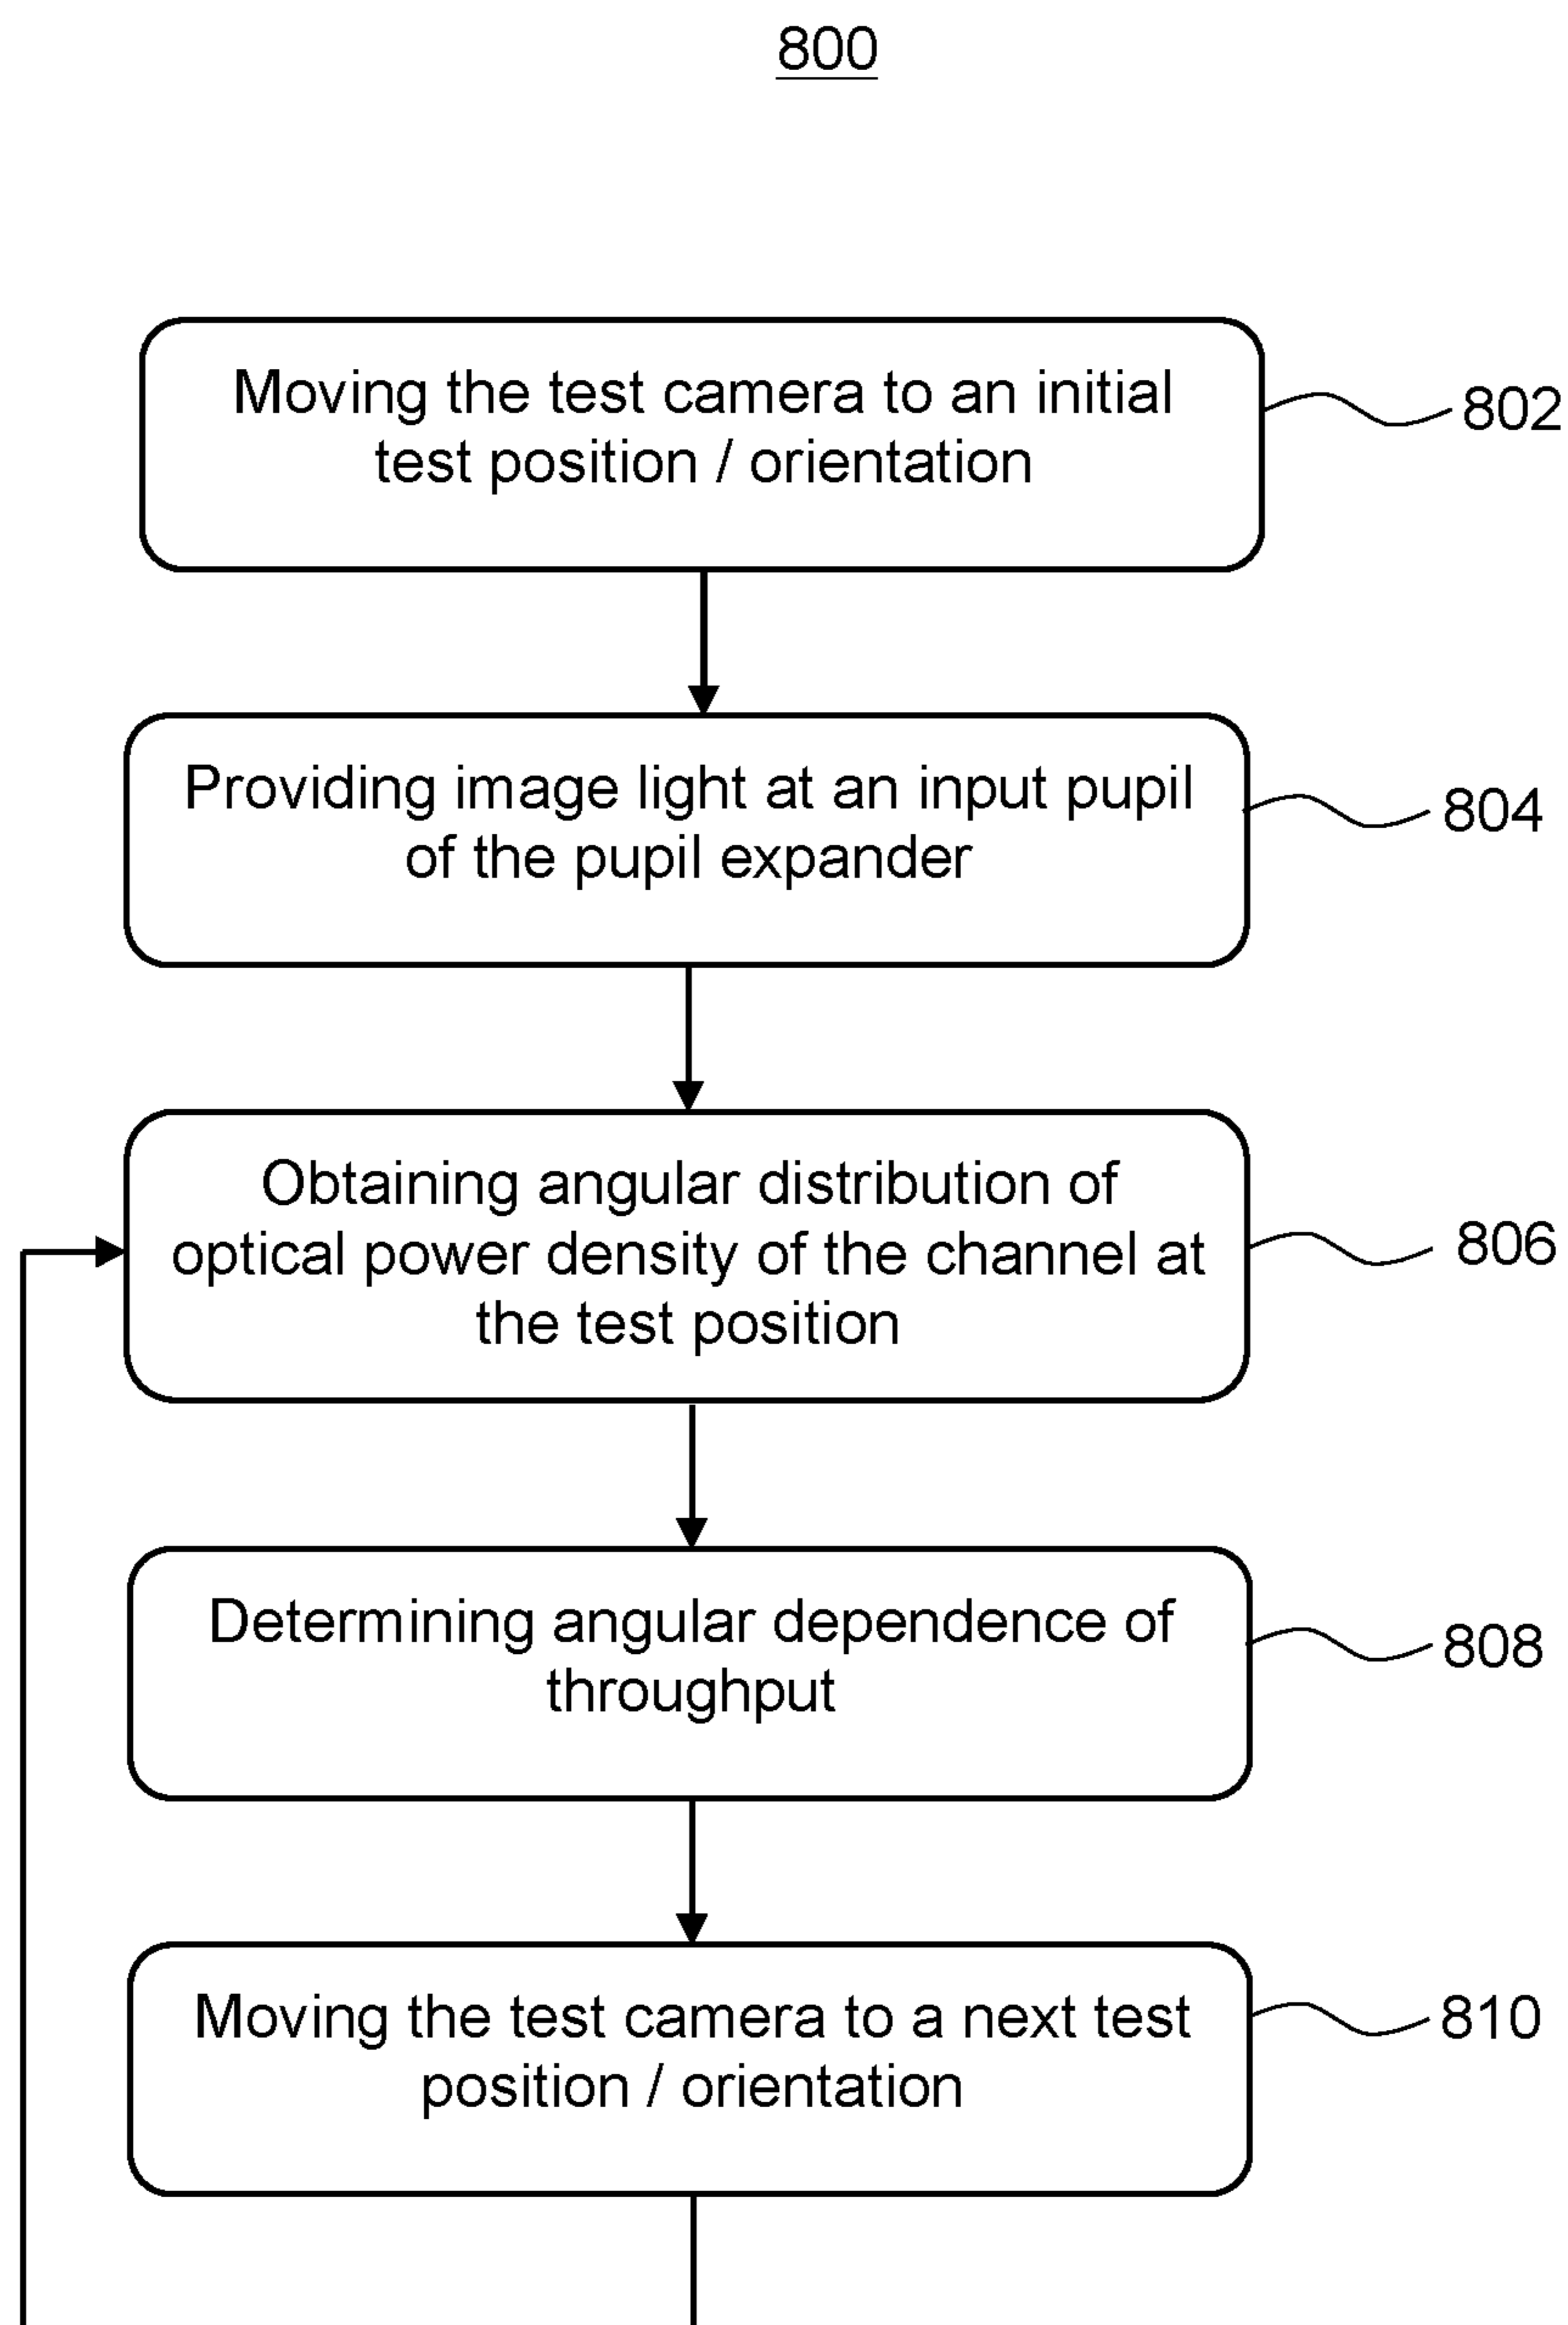 800
Moving the test camera to an initial
test position / orientation
802
Providing image light at an input pupil
of the pupil expander
804
Obtaining angular distribution of
optical power density of the channel at
the test position
806
Determining angular dependence of
throughput
808
Moving the test camera to a next test
position / orientation
810